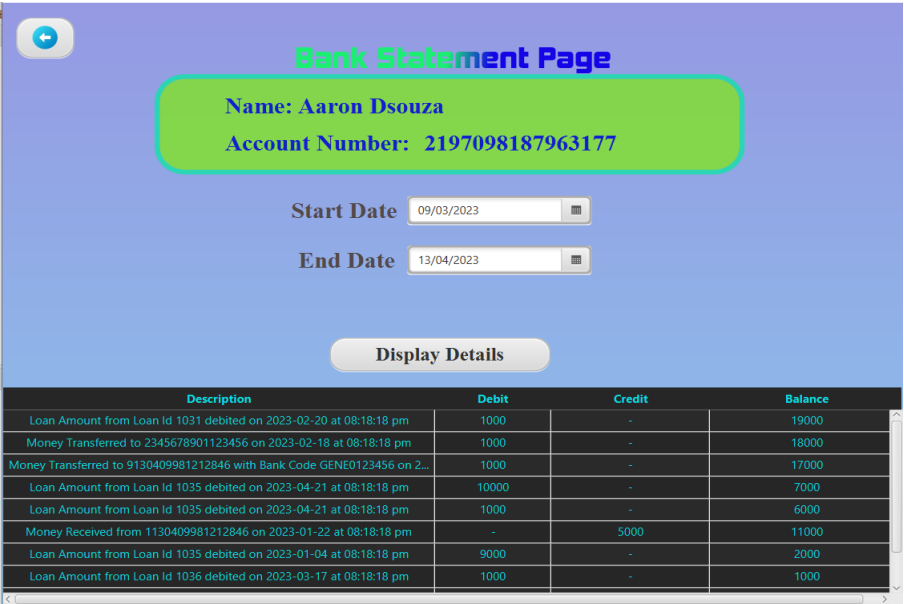 Bank Statement Page
Name: Aaron Dsouza
Account Number: 2197098187963177
Start Date 09/03/2023
End Date 13/04/2023
Display Details
Description Debit Credit Balance
Loan Amount from Loan Id 1031 debited on 2023-02-20 at 08:18:18 pm 1000 - 19000
Money Transferred to 2345678901123456 on 2023-02-18 at 08:18:18 pm 1000 - 18000
Money Transferred to 9130409981212846 with Bank Code GENE0123456 on 2... 1000 - 17000
Loan Amount from Loan Id 1035 debited on 2023-04-21 at 08:18:18 pm 10000 - 7000
Loan Amount from Loan Id 1035 debited on 2023-04-21 at 08:18:18 pm 1000 - 6000
Money Received from 1130409981212846 on 2023-01-22 at 08:18:18 pm - 5000 11000
Loan Amount from Loan Id 1035 debited on 2023-01-04 at 08:18:18 pm 9000 - 2000
Loan Amount from Loan Id 1036 debited on 2023-03-17 at 08:18:18 pm 1000 - 1000